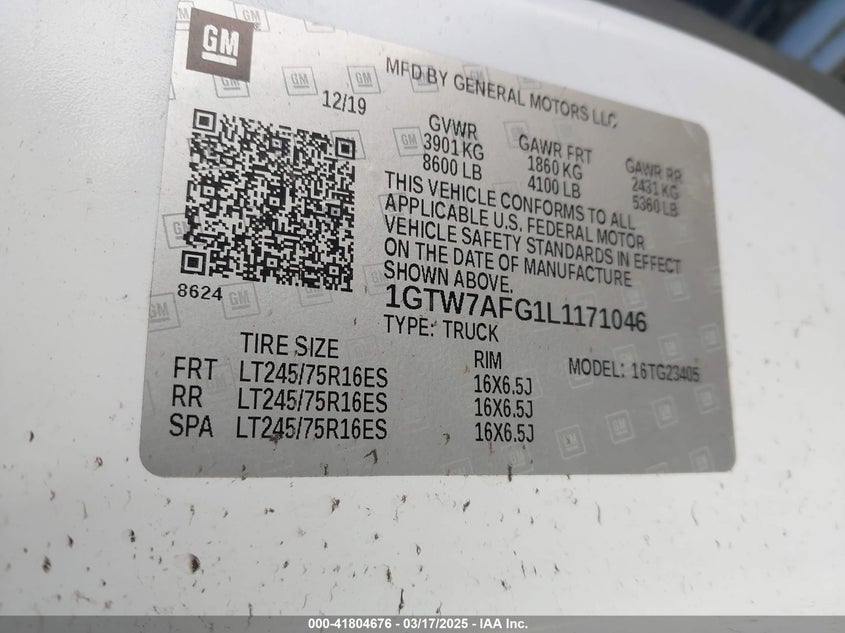 GM
MFD BY GENERAL MOTORS LLC
12/19
GVWR GAWR FRT GAWR RR
3901 KG 1860 KG 2431 KG
8600 LB 4100 LB 5360 LB
THIS VEHICLE CONFORMS TO ALL
APPLICABLE U.S. FEDERAL MOTOR
VEHICLE SAFETY STANDARDS IN EFFECT
ON THE DATE OF MANUFACTURE
SHOWN ABOVE.
8624
1GTW7AFG1L1171046
TYPE: TRUCK
TIRE SIZE RIM MODEL: 16TG23405
FRT LT245/75R16ES 16X6.5J
RR LT245/75R16ES 16X6.5J
SPA LT245/75R16ES 16X6.5J
000-41804676 - 03/17/2025 - IAA Inc.